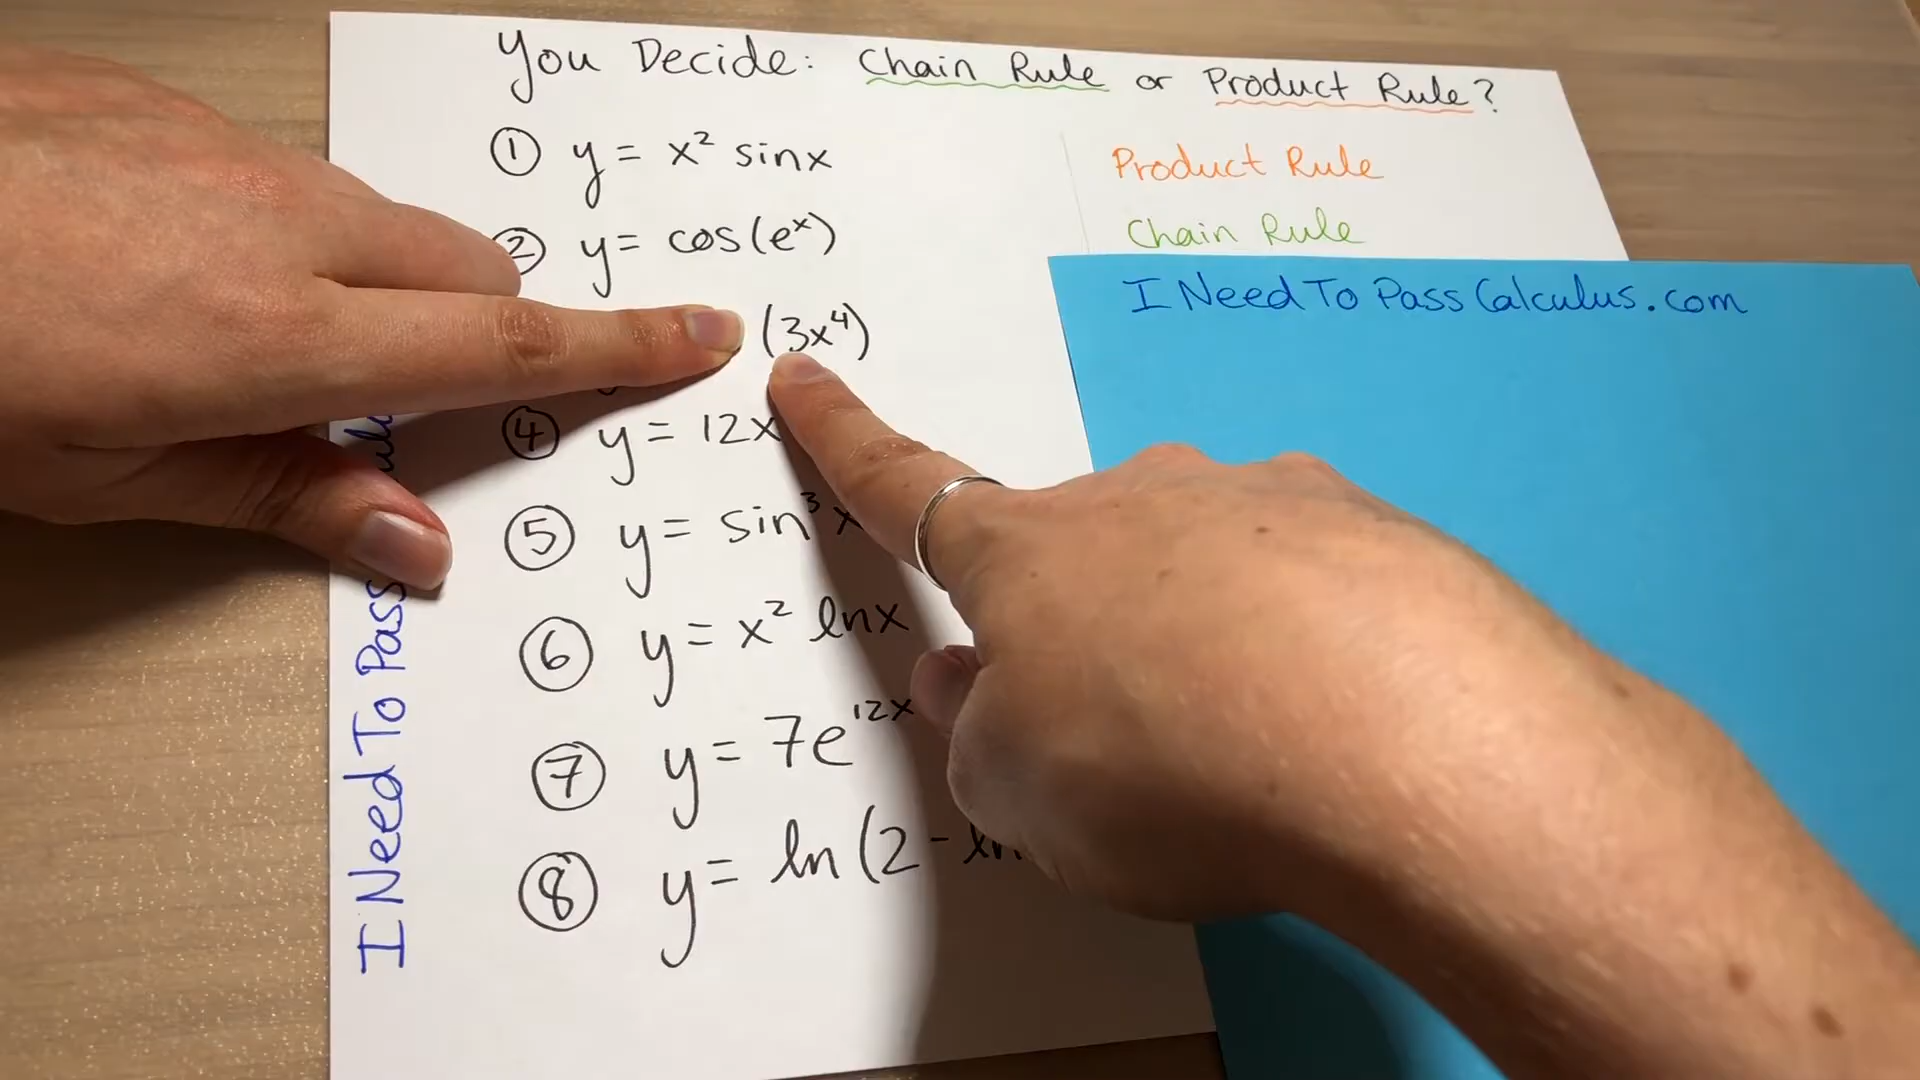 You Decide: Chain Rule or Product Rule?
① y = x² sinx
Product Rule
② y = cos(eˣ)
Chain Rule
(3x⁴)
I Need To Pass Calculus.com
④ y = 12x
⑤ y = sin³ x
⑥ y = x² lnx
⑦ y = 7e¹²ˣ
⑧ y = ln(2 - ln
I Need To Pass